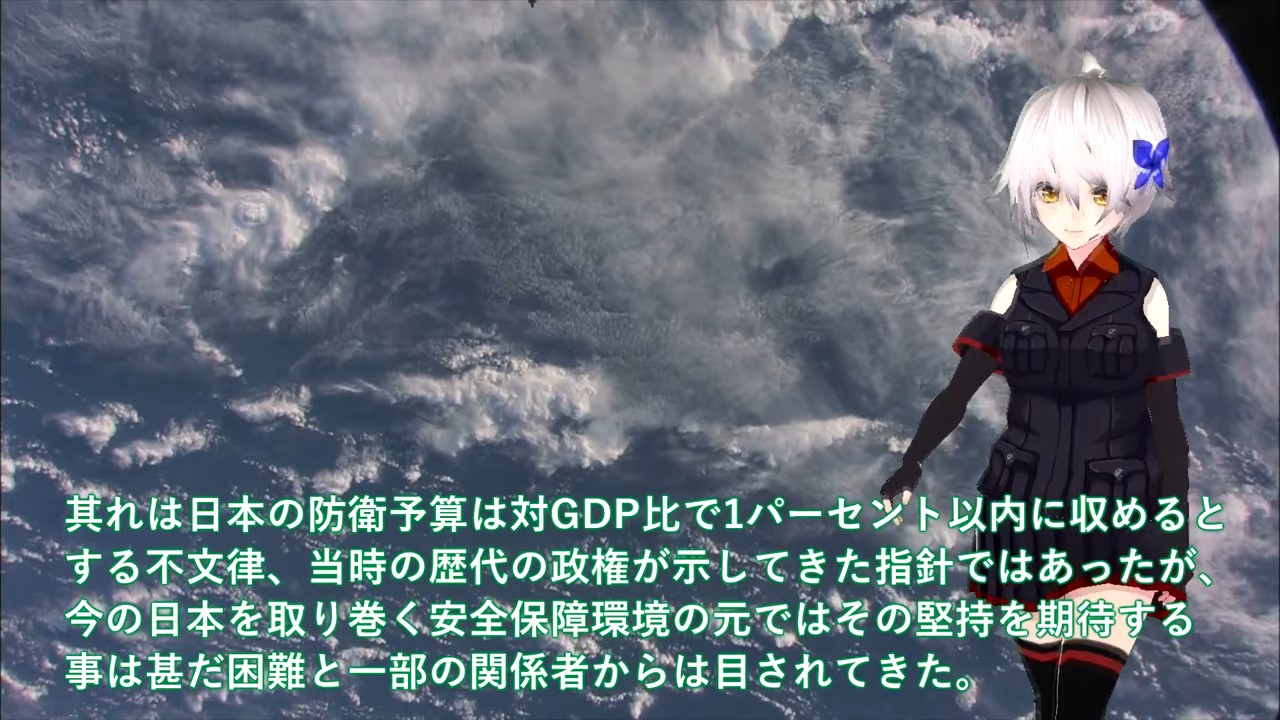 其れは日本の防衛予算は対GDP比で1パーセント以内に収めると
する不文律、当時の歴代の政権が示してきた指針ではあったが、
今の日本を取り巻く安全保障環境の元ではその堅持を期待する
事は甚だ困難と一部の関係者からは目されてきた。